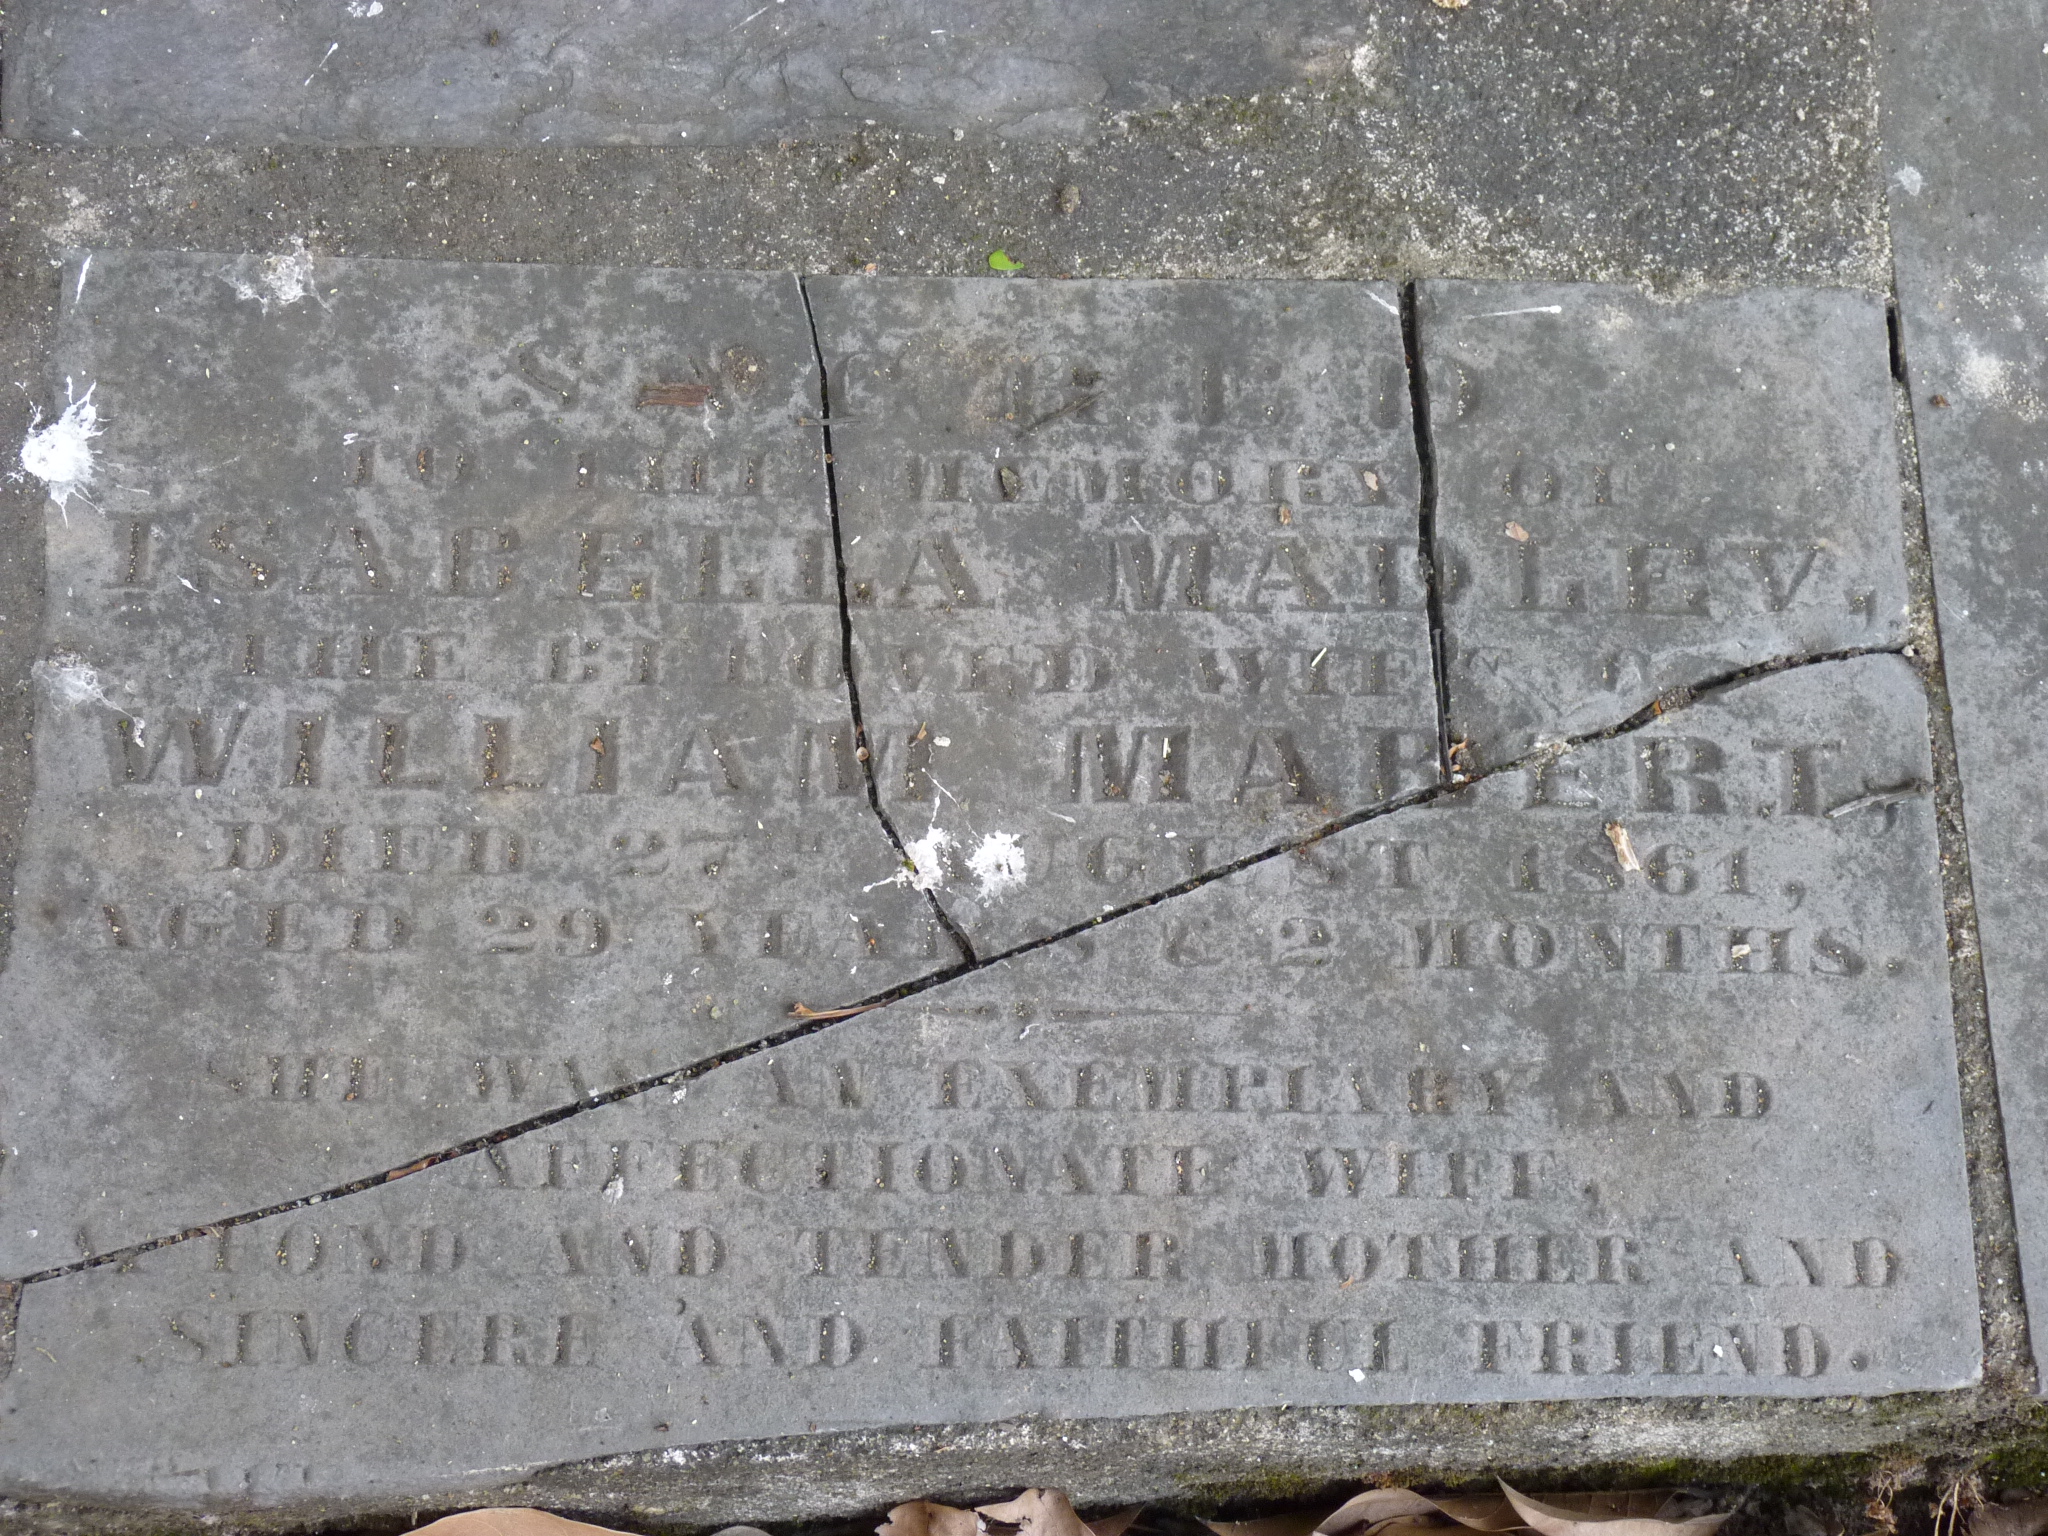 SACRED
TO THE MEMORY OF
ISABELLA MADLEY,
THE BELOVED WIFE OF
WILLIAM MABERT,
DIED 27TH AUGUST 1861,
AGED 29 YEARS & 2 MONTHS.
SHE WAS AN EXEMPLARY AND
AFFECTIONATE WIFE,
A FOND AND TENDER MOTHER AND
SINCERE AND FAITHFUL FRIEND.